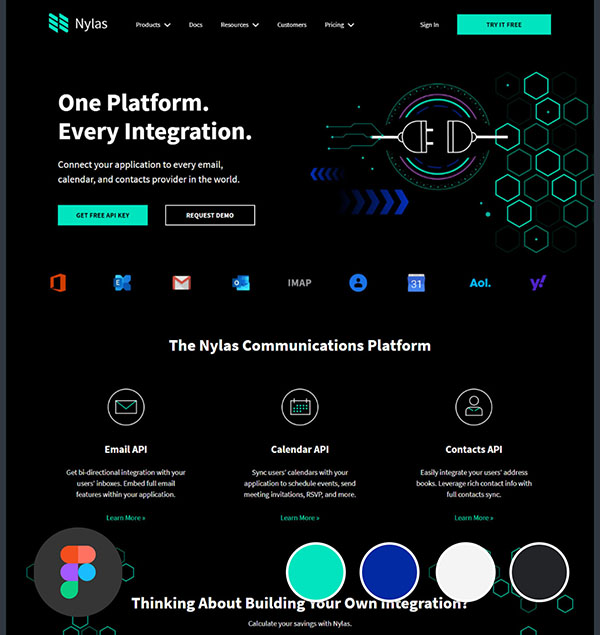 Nylas
Products
Docs
Resources
Customers
Pricing
Sign In
TRY IT FREE
One Platform.
Every Integration.
Connect your application to every email,
calendar, and contacts provider in the world.
GET FREE API KEY
REQUEST DEMO
E
IMAP
31
Aol.
y!
The Nylas Communications Platform
Email API
Calendar API
Contacts API
Get bi-directional integration with your
users' inboxes. Embed full email
features within your application.
Sync users' calendars with your
application to schedule events, send
meeting invitations, RSVP, and more.
Easily integrate your users' address
books. Leverage rich contact info with
full contacts sync.
Learn More »
Learn More »
Learn More »
Thinking About Building Your Own Integration?
Calculate your savings with Nylas.